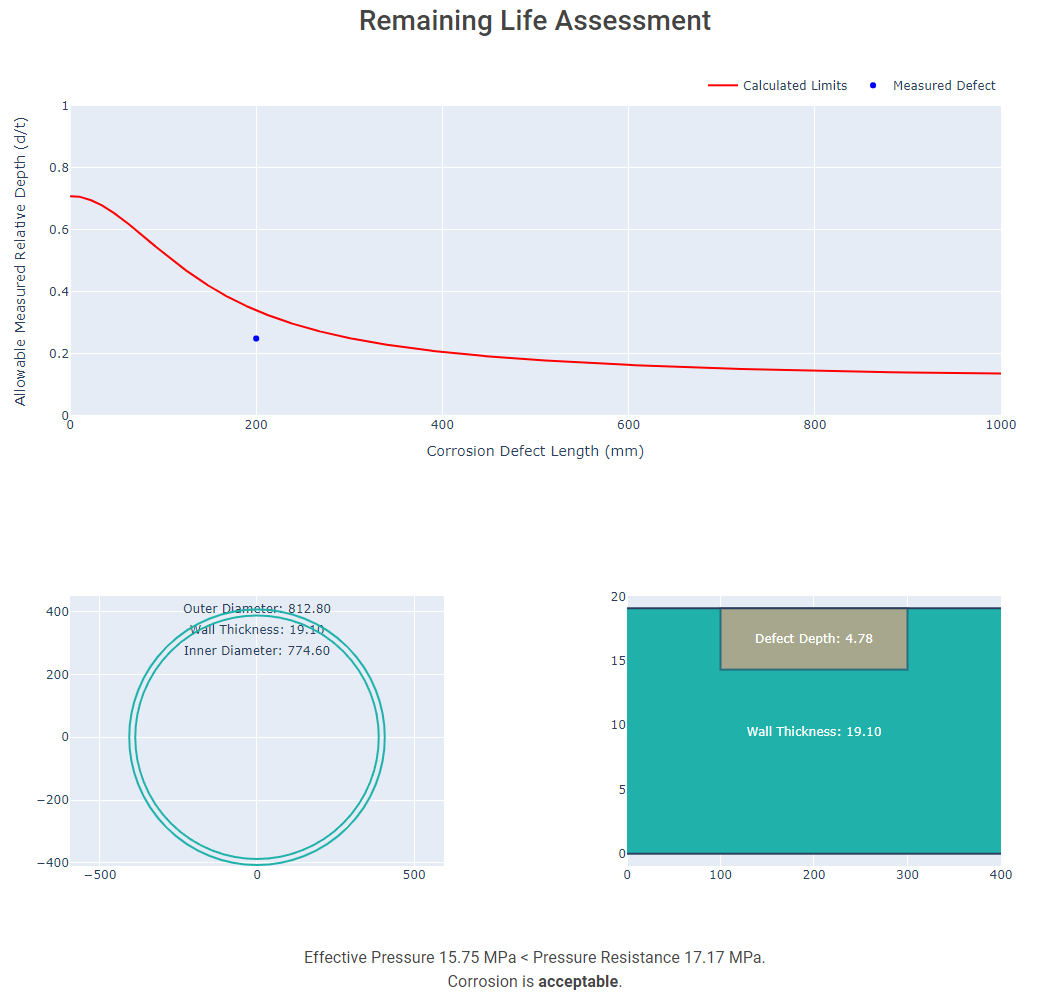 Remaining Life Assessment
Calculated Limits
Measured Defect
Allowable Measured Relative Depth (d/t)
1
0.8
0.6
0.4
0.2
0
0 200 400 600 800 1000
Corrosion Defect Length (mm)
400
200
0
−200
−400
−500 0 500
Outer Diameter: 812.80
Wall Thickness: 19.10
Inner Diameter: 774.60
20
15
10
5
0
0 100 200 300 400
Defect Depth: 4.78
Wall Thickness: 19.10
Effective Pressure 15.75 MPa < Pressure Resistance 17.17 MPa.
Corrosion is acceptable.